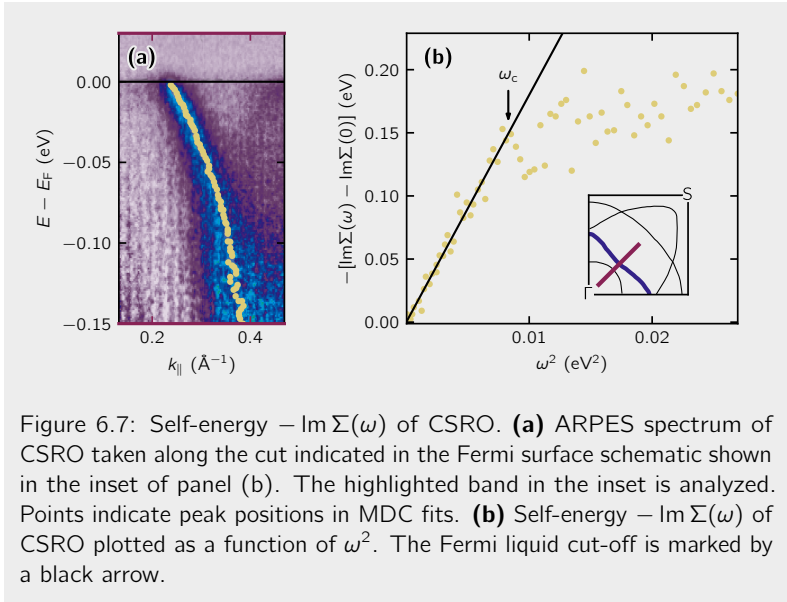 (a)
0.00
−0.05
−0.10
−0.15
E − E_F (eV)
0.2
0.4
k_∥ (Å⁻¹)
(b)
ω_c
0.20
0.15
0.10
0.05
0.00
−[ImΣ(ω) − ImΣ(0)] (eV)
S
Γ
0.01
0.02
ω² (eV²)
Figure 6.7: Self-energy − Im Σ(ω) of CSRO. (a) ARPES spectrum of
CSRO taken along the cut indicated in the Fermi surface schematic shown
in the inset of panel (b). The highlighted band in the inset is analyzed.
Points indicate peak positions in MDC fits. (b) Self-energy − Im Σ(ω) of
CSRO plotted as a function of ω². The Fermi liquid cut-off is marked by
a black arrow.